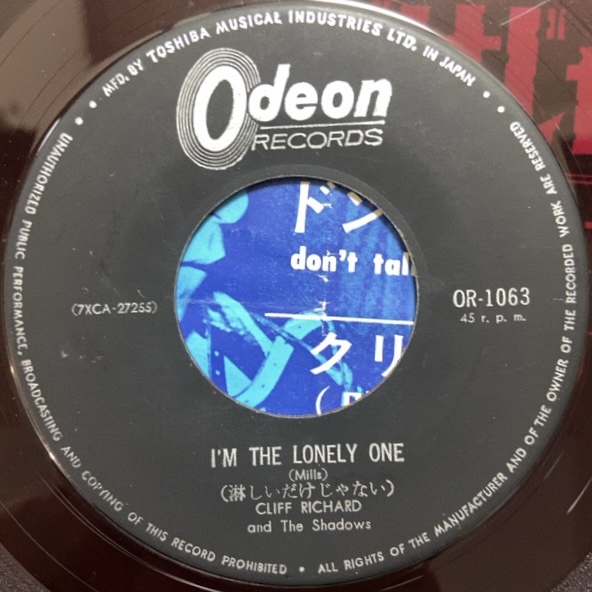 MFD. BY TOSHIBA MUSICAL INDUSTRIES LTD. IN JAPAN
Odeon
RECORDS
(7XCA-27255)
OR-1063
45 r. p. m.
ドン
don't tal
クリ
I'M THE LONELY ONE
(Mills)
(淋しいだけじゃない)
CLIFF RICHARD
and The Shadows
UNAUTHORIZED PUBLIC PERFORMANCE, BROADCASTING AND COPYING OF THIS RECORD PROHIBITED • ALL RIGHTS OF THE MANUFACTURER AND OF THE OWNER OF THE RECORDED WORK ARE RESERVED